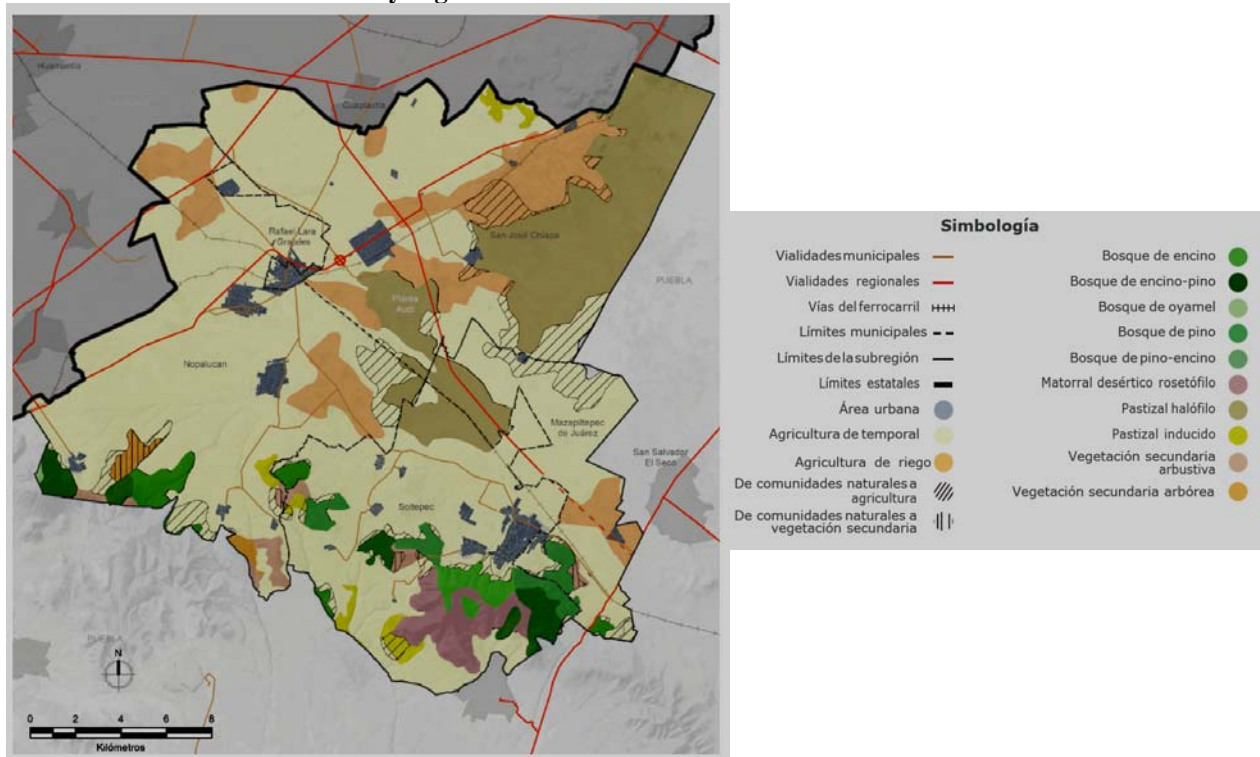 Huamantla
Cuapiaxtla
Rafael Lara
Grajales
San José Chiapa
PUEBLA
Planta
Audi
Nopalucan
Mazapiltepec
de Juárez
San Salvador
El Seco
Soltepec
PUEBLA
N
0 2 4 6 8
Kilómetros
Simbología
Vialidades municipales
Vialidades regionales
Vías del ferrocarril
Límites municipales
Límites de la subregión
Límites estatales
Área urbana
Agricultura de temporal
Agricultura de riego
De comunidades naturales a
agricultura
De comunidades naturales a
vegetación secundaria
Bosque de encino
Bosque de encino-pino
Bosque de oyamel
Bosque de pino
Bosque de pino-encino
Matorral desértico rosetófilo
Pastizal halófilo
Pastizal inducido
Vegetación secundaria
arbustiva
Vegetación secundaria arbórea